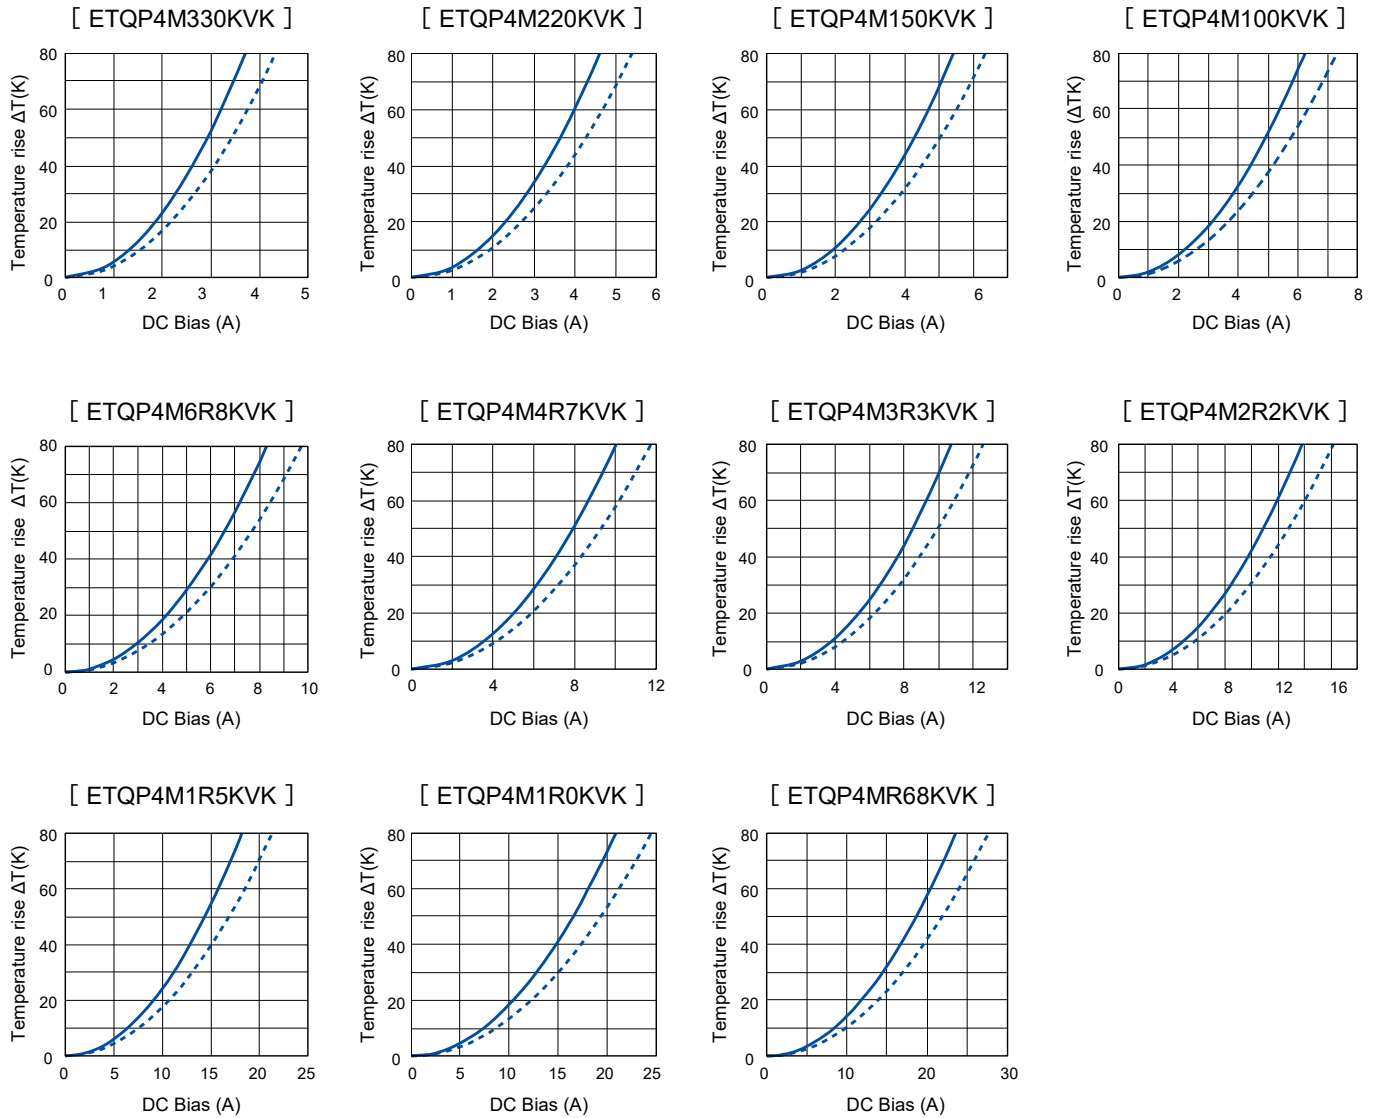 [ ETQP4M330KVK ]
Temperature rise ΔT(K)
80
60
40
20
0
0 1 2 3 4 5
DC Bias (A)
[ ETQP4M220KVK ]
Temperature rise ΔT(K)
80
60
40
20
0
0 1 2 3 4 5 6
DC Bias (A)
[ ETQP4M150KVK ]
Temperature rise ΔT(K)
80
60
40
20
0
0 2 4 6
DC Bias (A)
[ ETQP4M100KVK ]
Temperature rise (ΔTK)
80
60
40
20
0
0 2 4 6 8
DC Bias (A)
[ ETQP4M6R8KVK ]
Temperature rise ΔT(K)
80
60
40
20
0
0 2 4 6 8 10
DC Bias (A)
[ ETQP4M4R7KVK ]
Temperature rise ΔT(K)
80
60
40
20
0
0 4 8 12
DC Bias (A)
[ ETQP4M3R3KVK ]
Temperature rise ΔT(K)
80
60
40
20
0
0 4 8 12
DC Bias (A)
[ ETQP4M2R2KVK ]
Temperature rise ΔT(K)
80
60
40
20
0
0 4 8 12 16
DC Bias (A)
[ ETQP4M1R5KVK ]
Temperature rise ΔT(K)
80
60
40
20
0
0 5 10 15 20 25
DC Bias (A)
[ ETQP4M1R0KVK ]
Temperature rise ΔT(K)
80
60
40
20
0
0 5 10 15 20 25
DC Bias (A)
[ ETQP4MR68KVK ]
Temperature rise ΔT(K)
80
60
40
20
0
0 10 20 30
DC Bias (A)